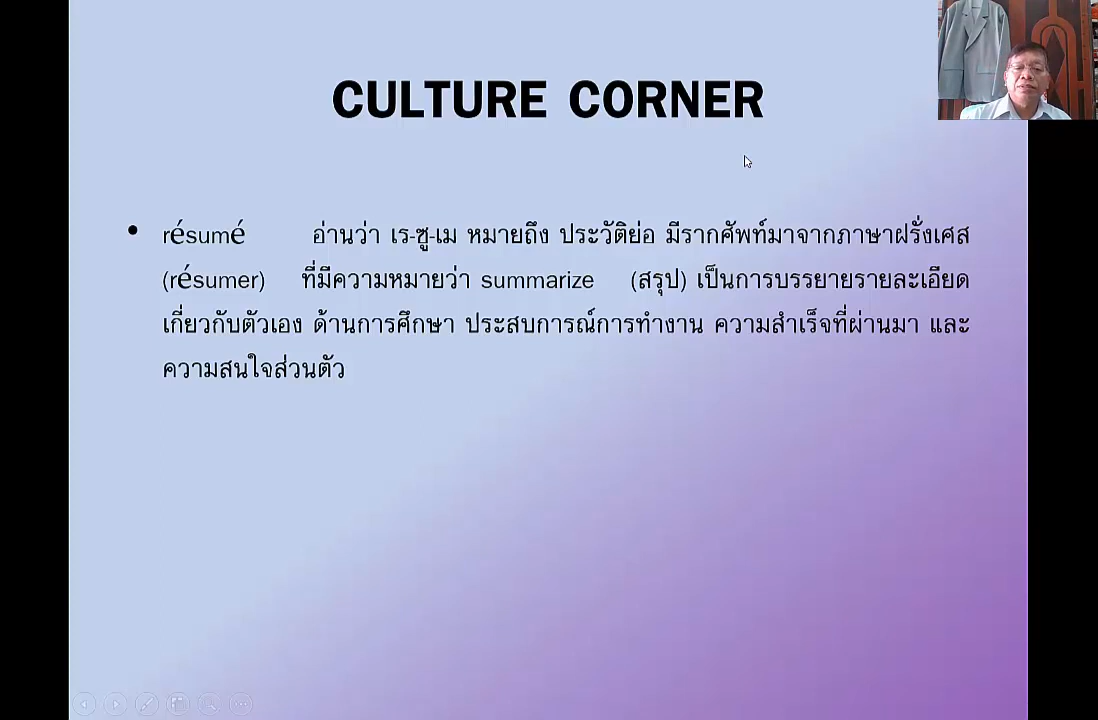 CULTURE CORNER
• résumé อ่านว่า เร-ซู-เม หมายถึง ประวัติย่อ มีรากศัพท์มาจากภาษาฝรั่งเศส
(résumer) ที่มีความหมายว่า summarize (สรุป) เป็นการบรรยายรายละเอียด
เกี่ยวกับตัวเอง ด้านการศึกษา ประสบการณ์การทำงาน ความสำเร็จที่ผ่านมา และ
ความสนใจส่วนตัว